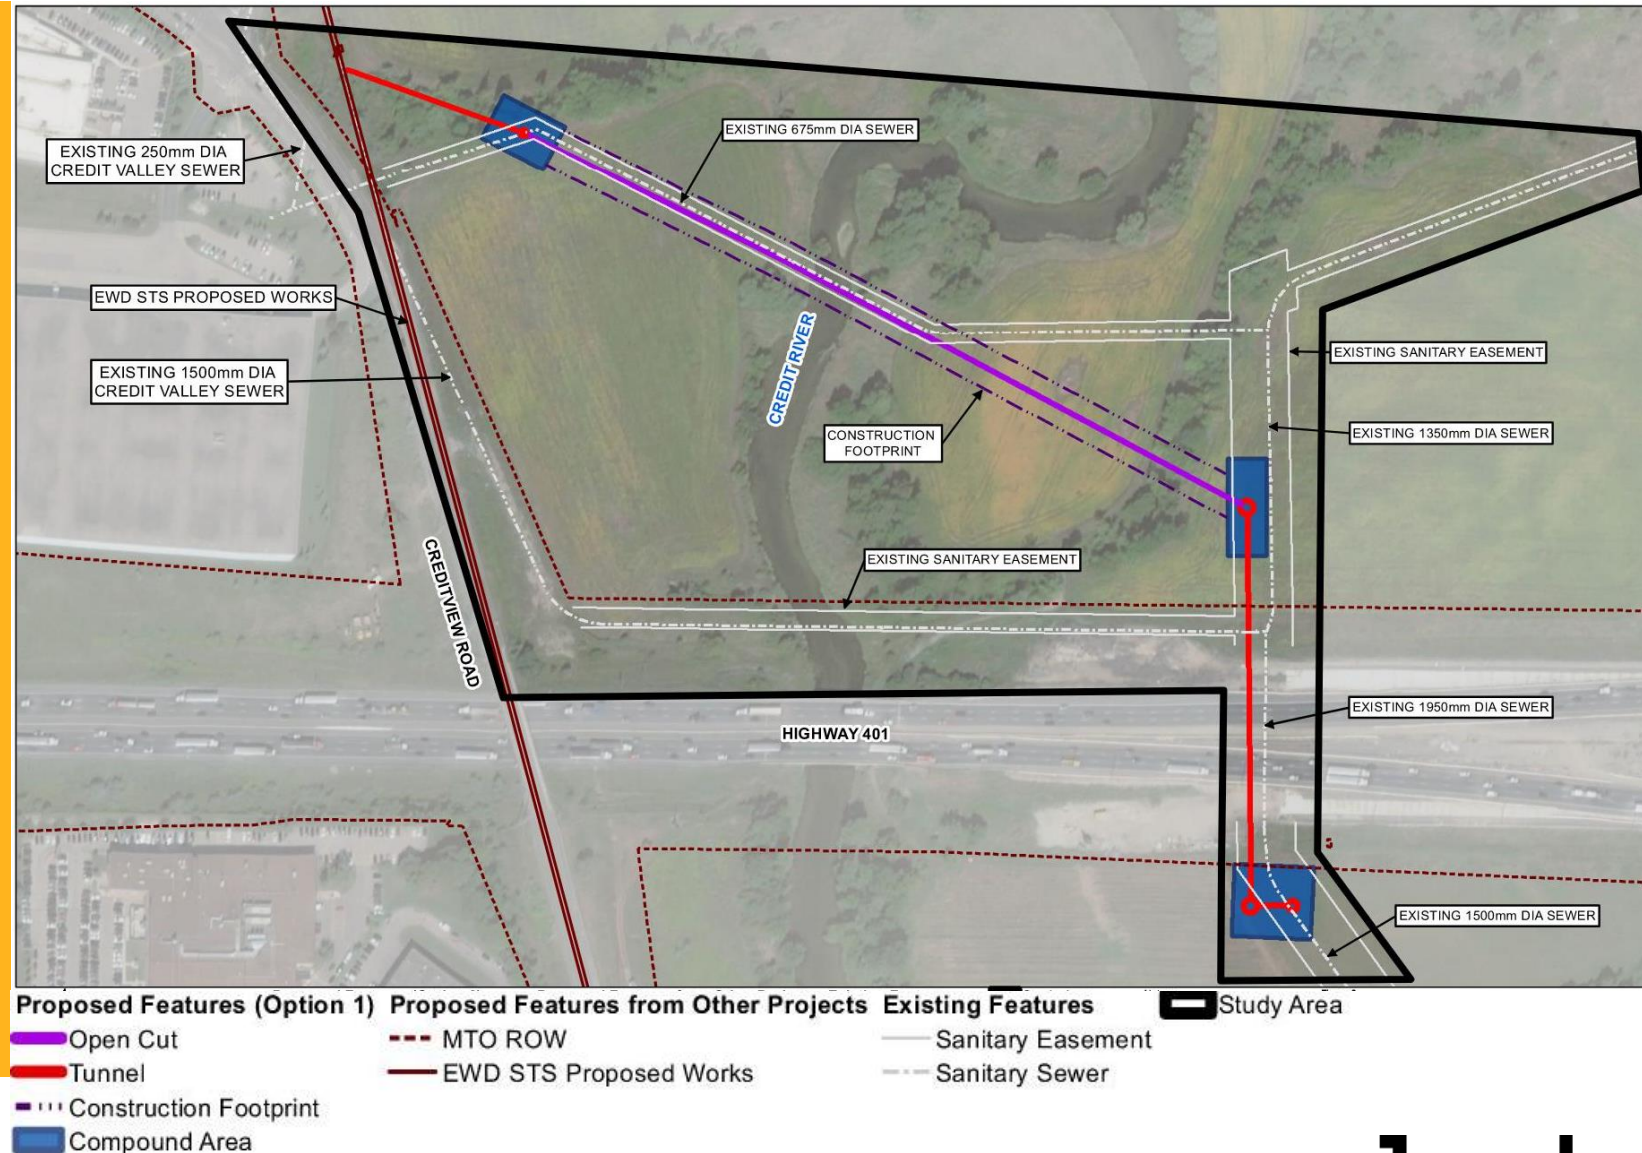 EXISTING 675mm DIA SEWER
EXISTING 250mm DIA
CREDIT VALLEY SEWER
EWD STS PROPOSED WORKS
EXISTING 1500mm DIA
CREDIT VALLEY SEWER
CREDIT RIVER
EXISTING SANITARY EASEMENT
CONSTRUCTION
FOOTPRINT
EXISTING 1350mm DIA SEWER
EXISTING SANITARY EASEMENT
CREDITVIEW ROAD
EXISTING 1950mm DIA SEWER
HIGHWAY 401
EXISTING 1500mm DIA SEWER
Proposed Features (Option 1)
Open Cut
Tunnel
Construction Footprint
Compound Area
Proposed Features from Other Projects
MTO ROW
EWD STS Proposed Works
Existing Features
Sanitary Easement
Sanitary Sewer
Study Area